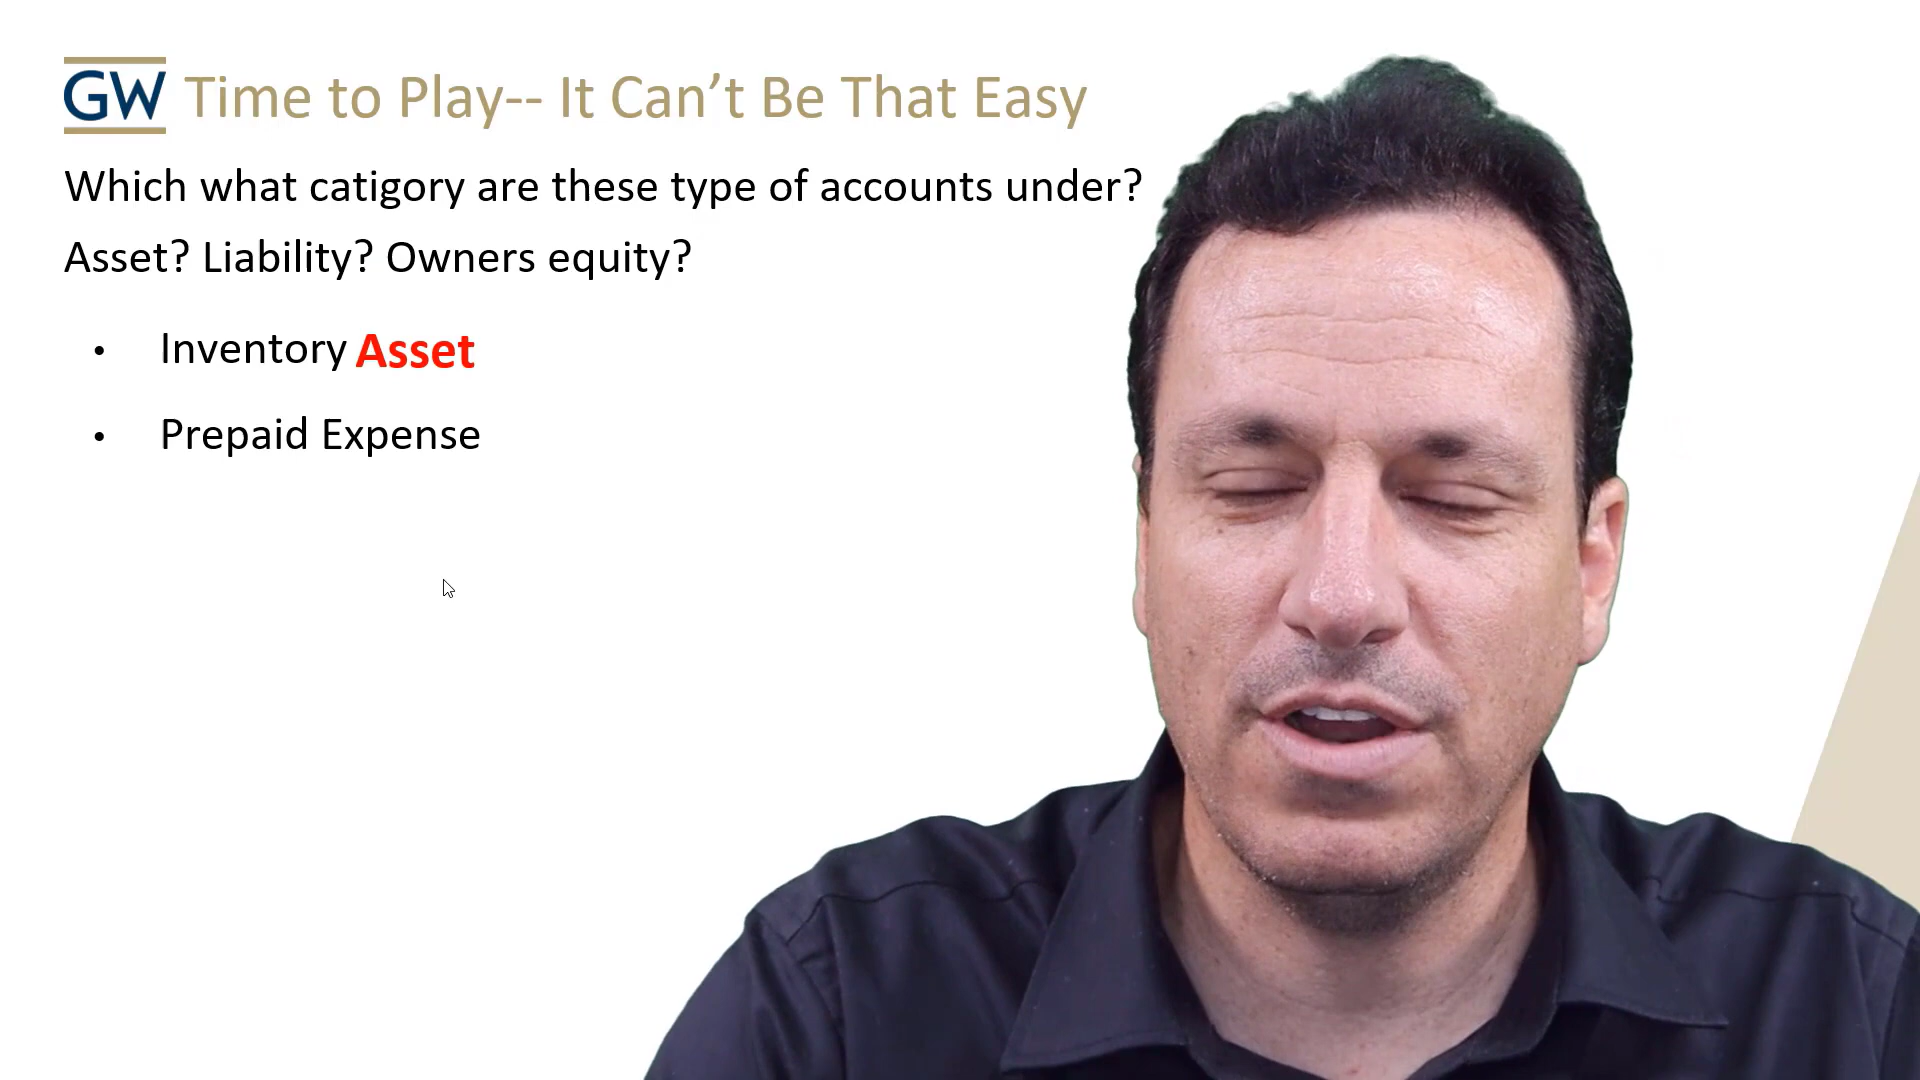 GW Time to Play-- It Can’t Be That Easy
Which what catigory are these type of accounts under?
Asset? Liability? Owners equity?
• Inventory Asset
• Prepaid Expense